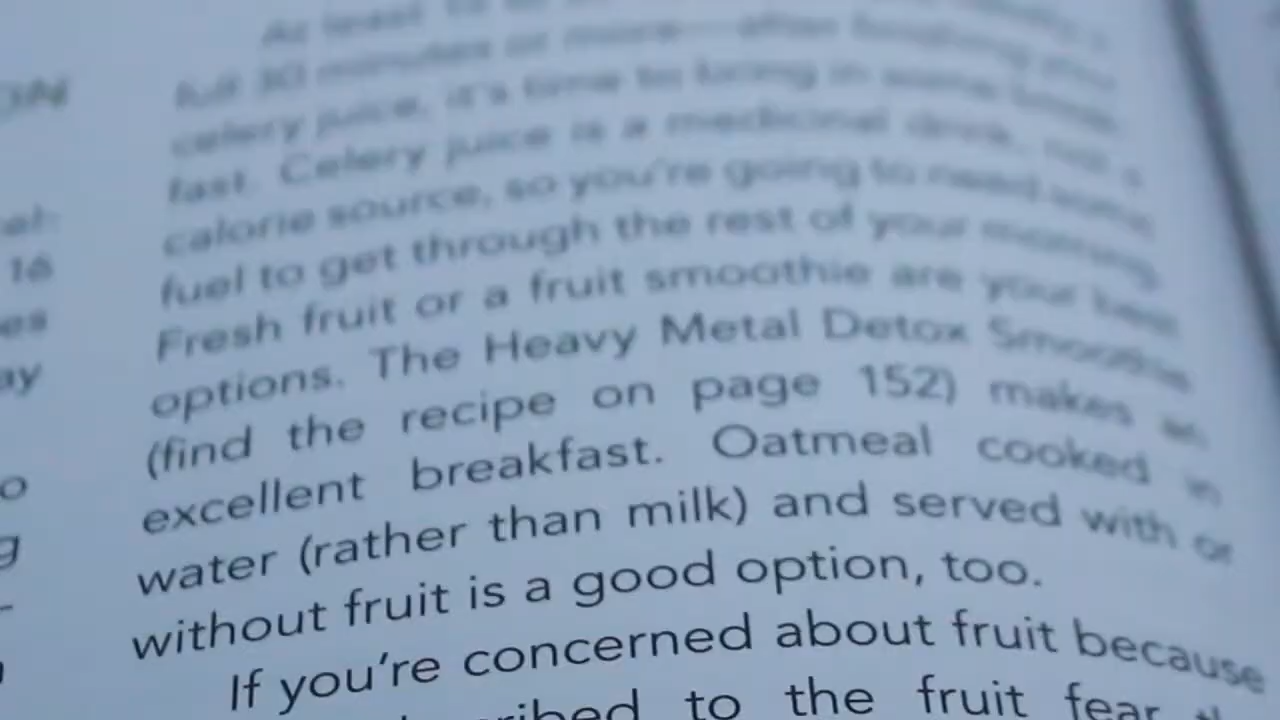 At least
full 30 minutes or more—after finishing your
celery juice, it's time to bring in some break-
fast. Celery juice is a medicinal drink, not a
calorie source, so you're going to need some
fuel to get through the rest of your morning.
Fresh fruit or a fruit smoothie are your best
options. The Heavy Metal Detox Smoothie
(find the recipe on page 152) makes an
excellent breakfast. Oatmeal cooked in
water (rather than milk) and served with or
without fruit is a good option, too.
If you're concerned about fruit because
to the fruit fear
16